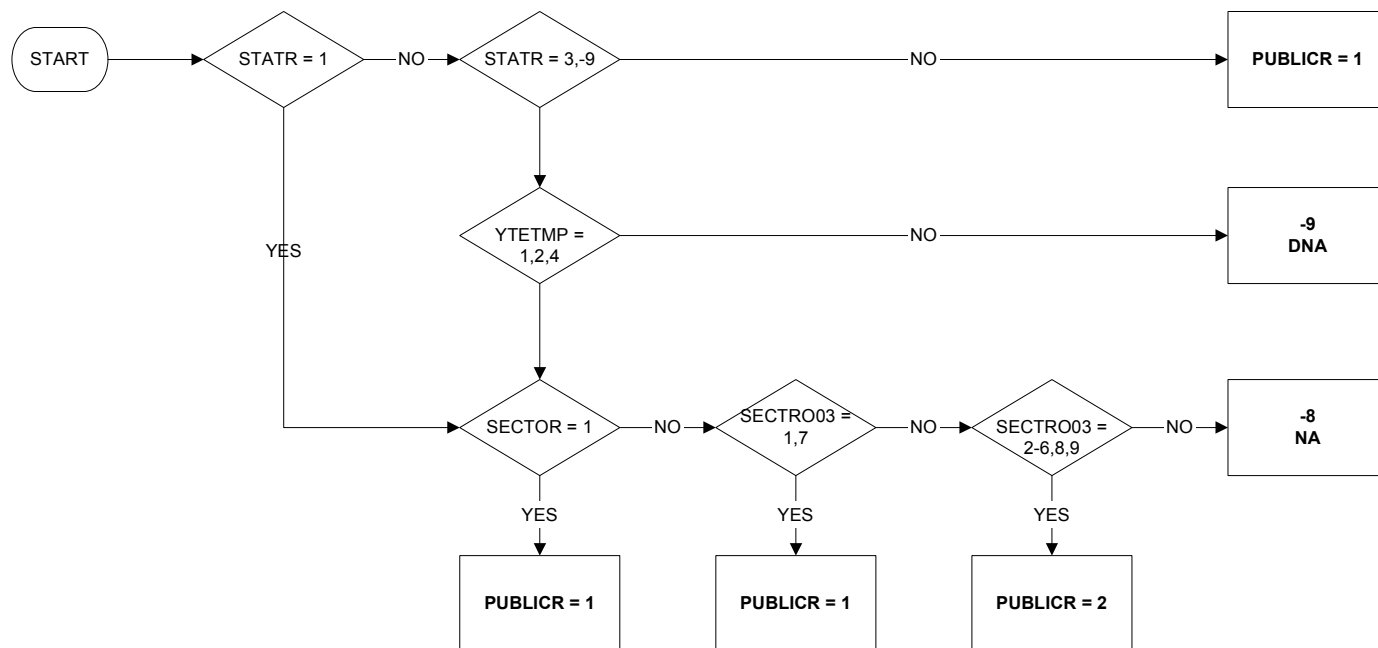 START
STATR = 1
NO
STATR = 3,-9
NO
PUBLICR = 1
YES
YTETMP =
1,2,4
NO
-9
DNA
SECTOR = 1
NO
SECTRO03 =
1,7
NO
SECTRO03 =
2-6,8,9
NO
-8
NA
YES
YES
YES
PUBLICR = 1
PUBLICR = 1
PUBLICR = 2